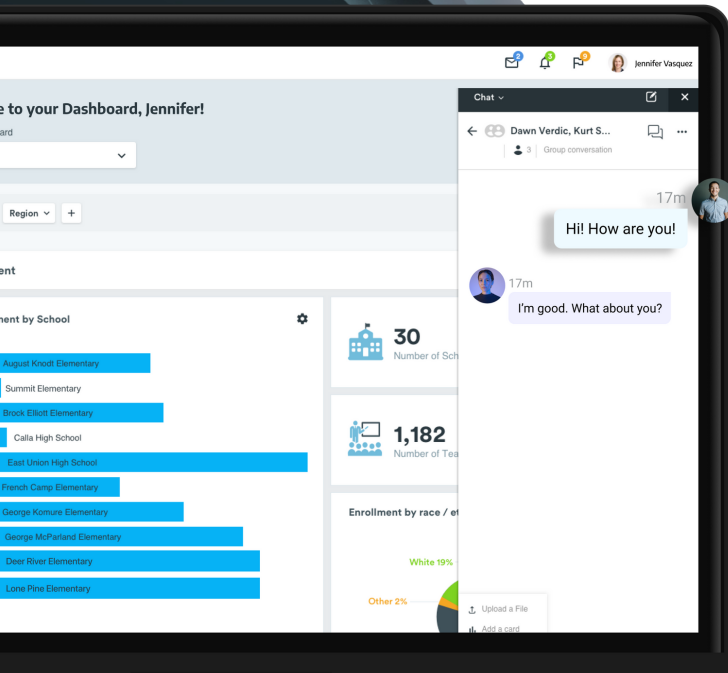 2
3
9
Jennifer Vasquez
e to your Dashboard, Jennifer!
ard
Region
+
ent
ment by School
August Knodt Elementary
Summit Elementary
Brock Elliott Elementary
Calla High School
East Union High School
French Camp Elementary
George Komure Elementary
George McParland Elementary
Deer River Elementary
Lone Pine Elementary
30
Number of Sch
1,182
Number of Tea
Enrollment by race / et
White 19%
Other 2%
Chat
Dawn Verdic, Kurt S...
3
Group conversation
17m
Hi! How are you!
17m
I'm good. What about you?
Upload a File
Add a card